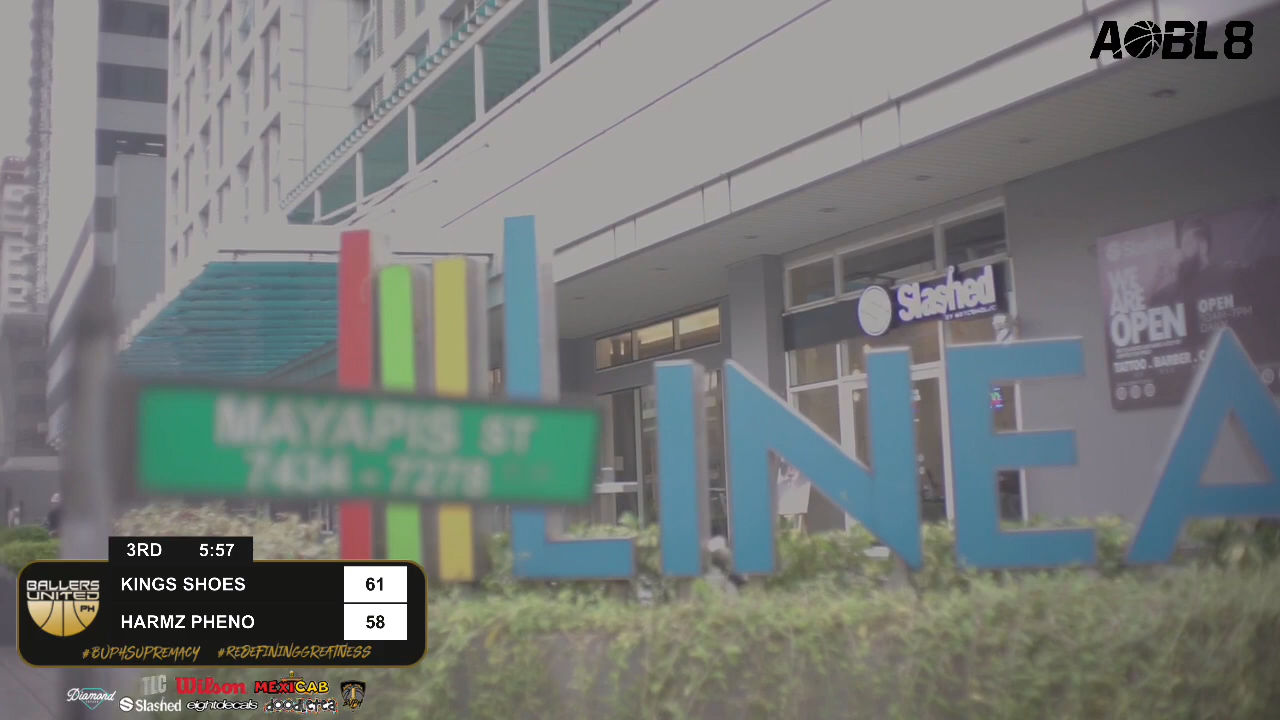 AOBL8
Slashed
WE
ARE
OPEN
OPEN
TATTOO . BARBER .
MAYAPIS ST
7434 - 7278
LINEA
3RD 5:57
BALLERS
UNITED
PH
KINGS SHOES 61
HARMZ PHENO 58
#BUPHSUPREMACY #REDEFININGGREATNESS
Diamond
TLC
Wilson
MEXICAB
Slashed
eightdecals